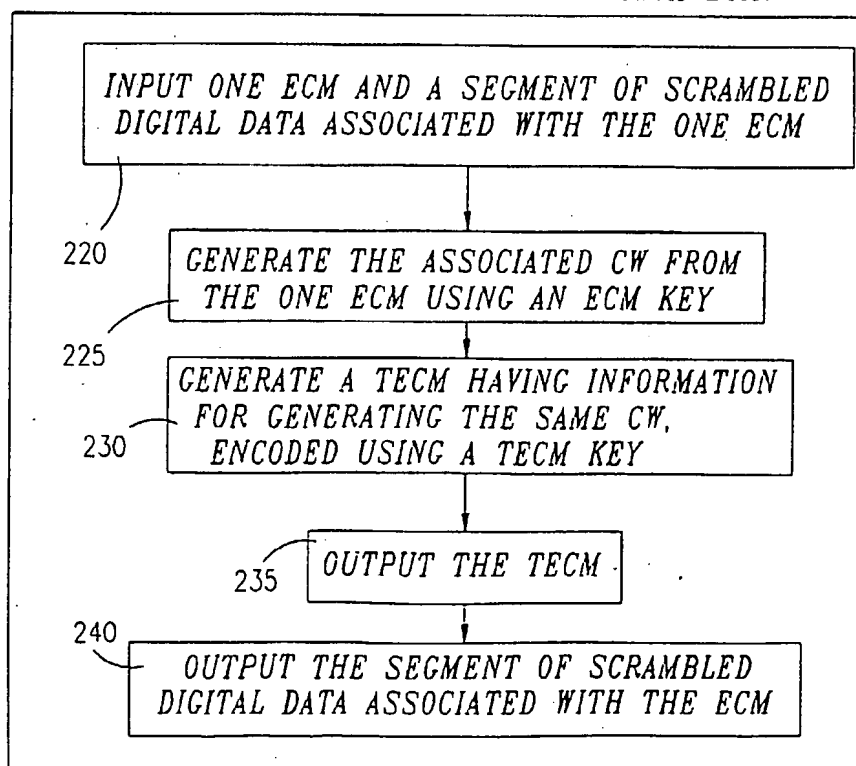 INPUT ONE ECM AND A SEGMENT OF SCRAMBLED
DIGITAL DATA ASSOCIATED WITH THE ONE ECM
220
GENERATE THE ASSOCIATED CW FROM
THE ONE ECM USING AN ECM KEY
225
GENERATE A TECM HAVING INFORMATION
FOR GENERATING THE SAME CW,
ENCODED USING A TECM KEY
230
OUTPUT THE TECM
235
240
OUTPUT THE SEGMENT OF SCRAMBLED
DIGITAL DATA ASSOCIATED WITH THE ECM